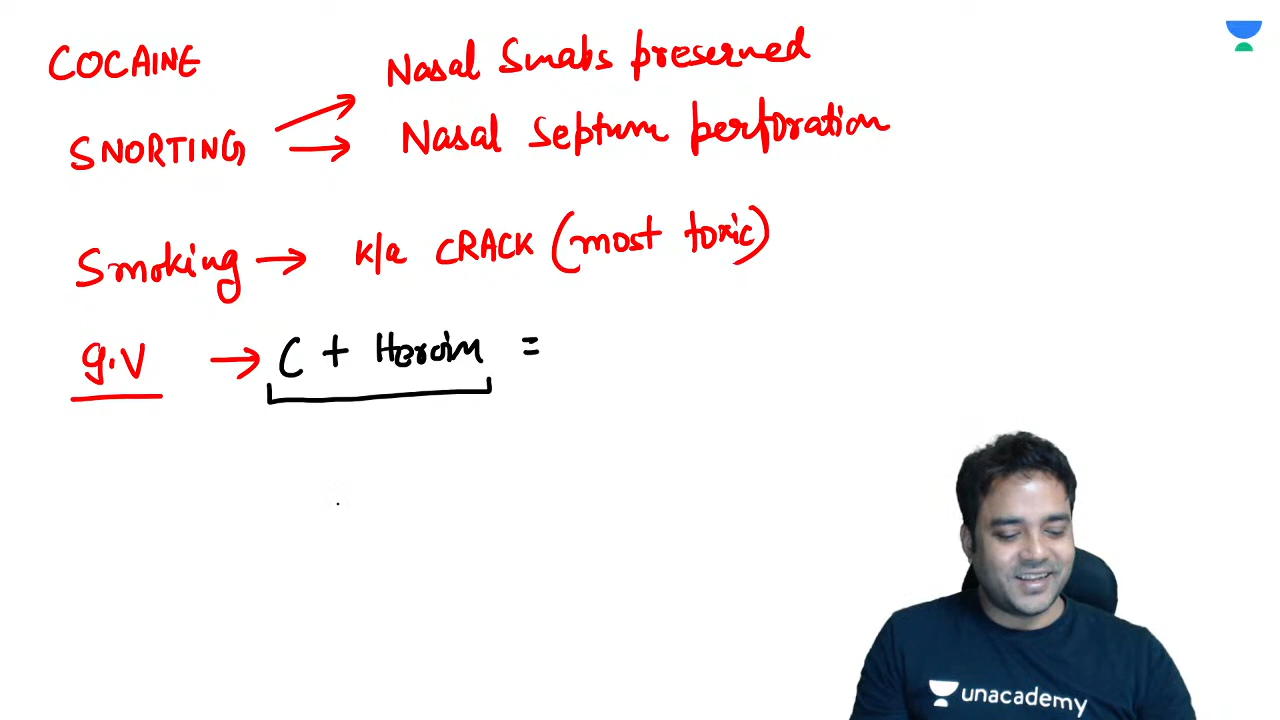 COCAINE
Nasal Swabs preserved
SNORTING
Nasal Septum perforation
Smoking → k/a CRACK (most toxic)
I.V → C + Heroin =
unacademy